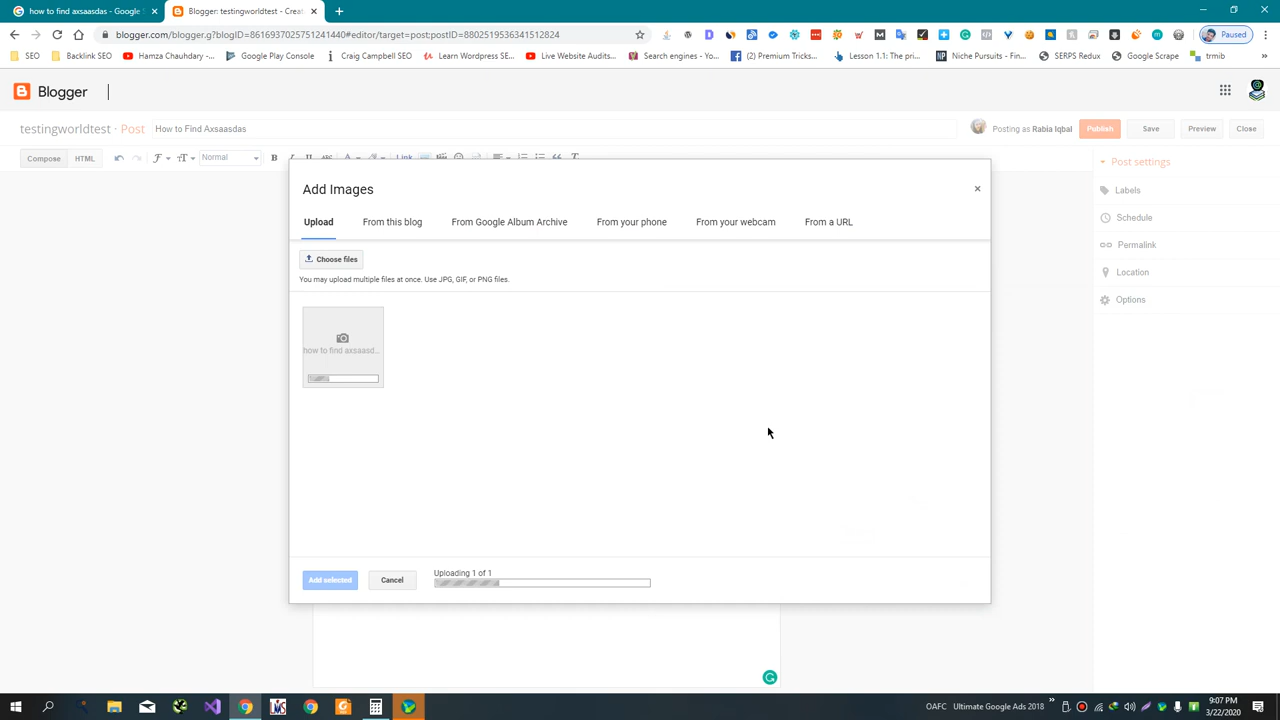 how to find axsaasdas - Google S
Blogger: testingworldtest - Creat
blogger.com/blogger.g?blogID=8616937025751241440#editor/target=post;postID=8802519536341512824
Paused
SEO
Backlink SEO
Hamza Chauhdary -...
Google Play Console
Craig Campbell SEO
Learn Wordpress SE...
Live Website Audits...
Search engines - Yo...
(2) Premium Tricks...
Lesson 1.1: The pri...
Niche Pursuits - Fin...
SERPS Redux
Google Scrape
trmib
Blogger
testingworldtest · Post
How to Find Axsaasdas
Posting as Rabia Iqbal
Publish
Save
Preview
Close
Compose
HTML
Normal
Link
Post settings
Labels
Schedule
Permalink
Location
Options
Add Images
Upload
From this blog
From Google Album Archive
From your phone
From your webcam
From a URL
Choose files
You may upload multiple files at once. Use JPG, GIF, or PNG files.
how to find axsaasd...
Add selected
Cancel
Uploading 1 of 1
OAFC
Ultimate Google Ads 2018
9:07 PM
3/22/2020